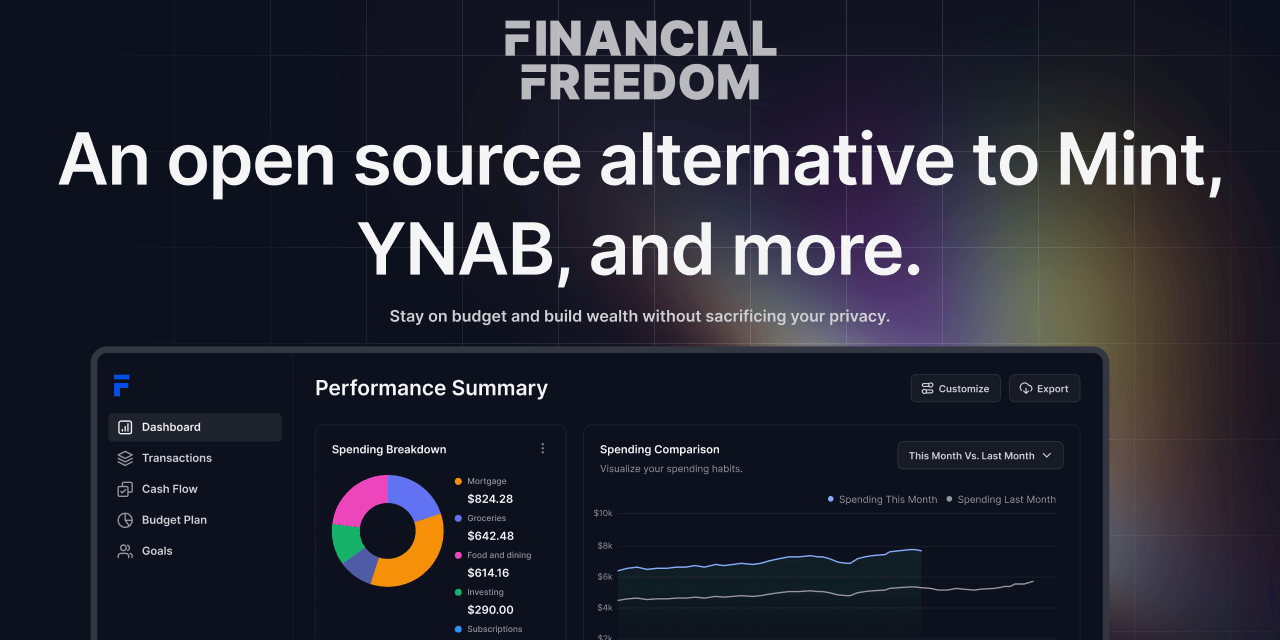 FINANCIAL
FREEDOM
An open source alternative to Mint,
YNAB, and more.
Stay on budget and build wealth without sacrificing your privacy.
Dashboard
Transactions
Cash Flow
Budget Plan
Goals
Performance Summary
Customize
Export
Spending Breakdown
Mortgage
$824.28
Groceries
$642.48
Food and dining
$614.16
Investing
$290.00
Subscriptions
Spending Comparison
Visualize your spending habits.
This Month Vs. Last Month
Spending This Month
Spending Last Month
$10k
$8k
$6k
$4k
$2k